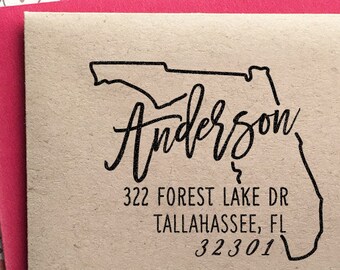 Anderson
322 FOREST LAKE DR
TALLAHASSEE, FL
32301